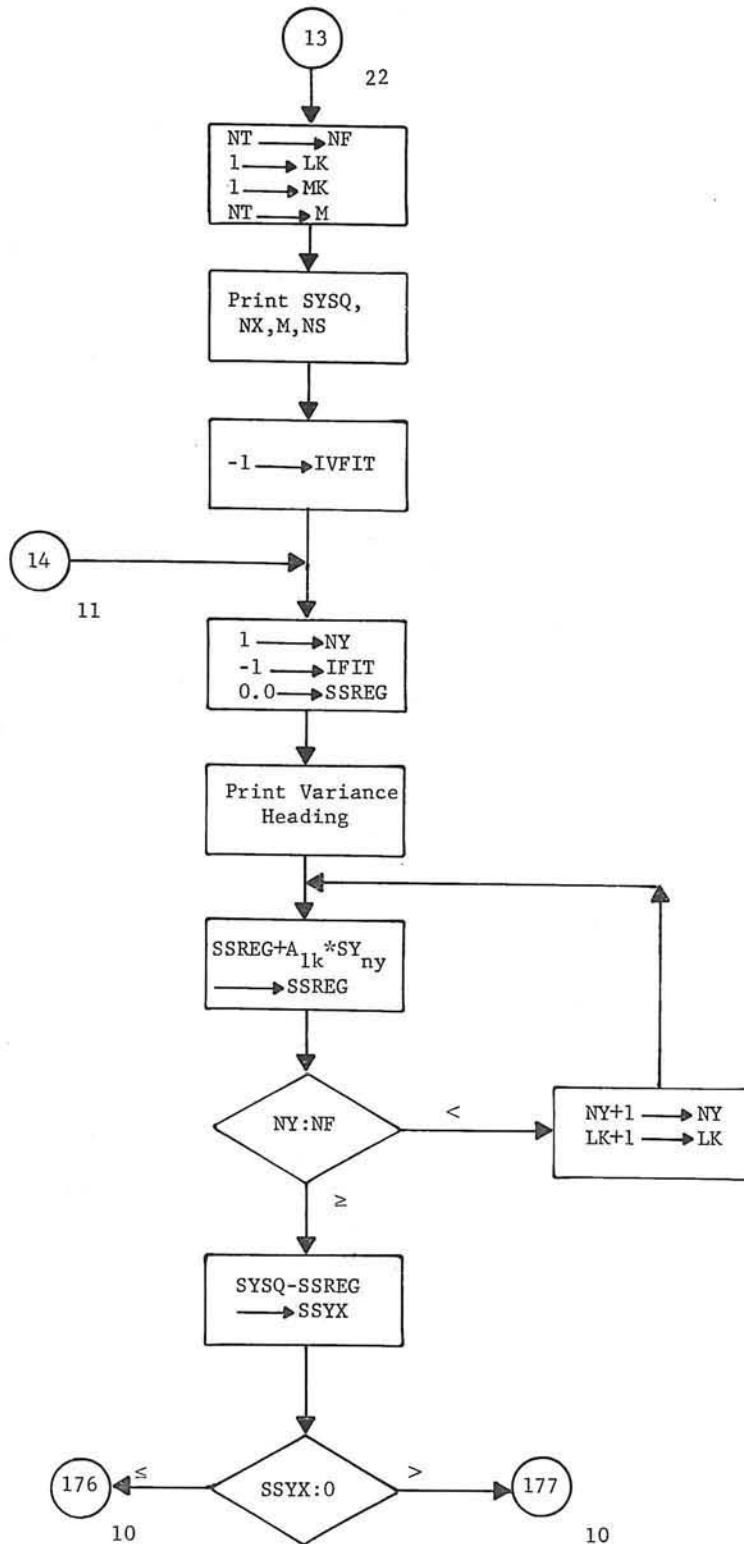 13
22
NT → NF
1 → LK
1 → MK
NT → M
Print SYSQ,
NX,M,NS
-1 → IVFIT
14
11
1 → NY
-1 → IFIT
0.0 → SSREG
Print Variance
Heading
SSREG+A1k*SYny
→ SSREG
NY:NF
<
NY+1 → NY
LK+1 → LK
≥
SYSQ-SSREG
→ SSYX
176
≤
SSYX:0
>
177
10
10